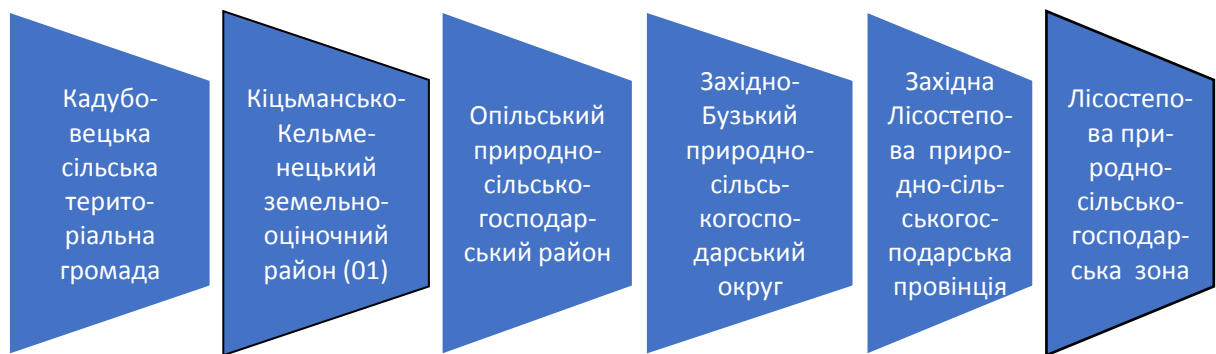 Кадубо-
вецька
сільська
терито-
ріальна
громада
Кіцьмансько-
Кельме-
нецький
земельно-
оціночний
район (01)
Опільський
природно-
сільсько-
господар-
ський район
Західно-
Бузький
природно-
сільсь-
когоспо-
дарський
округ
Західна
Лісостепо-
ва приро-
дно-сіль-
ськогос-
подарська
провінція
Лісостепо-
ва при-
родно-
сільсько-
господар-
ська зона